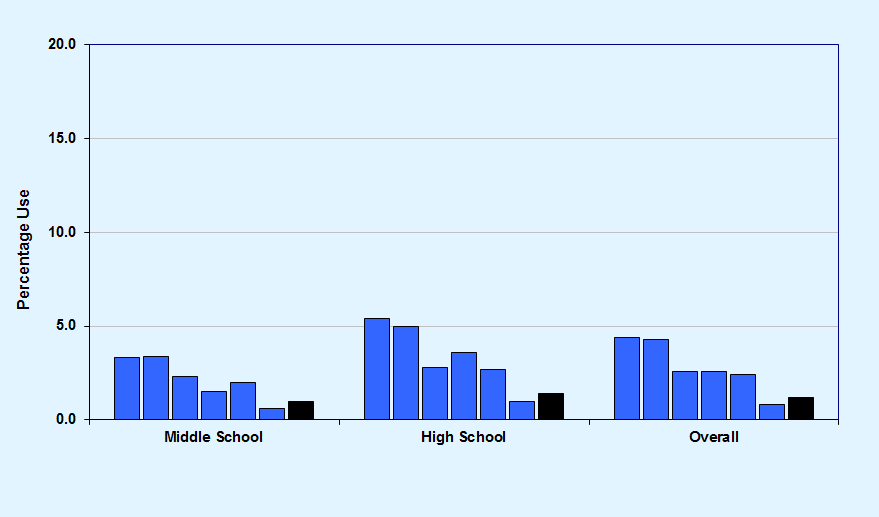 20.0
15.0
10.0
5.0
0.0
Percentage Use
Middle School
High School
Overall